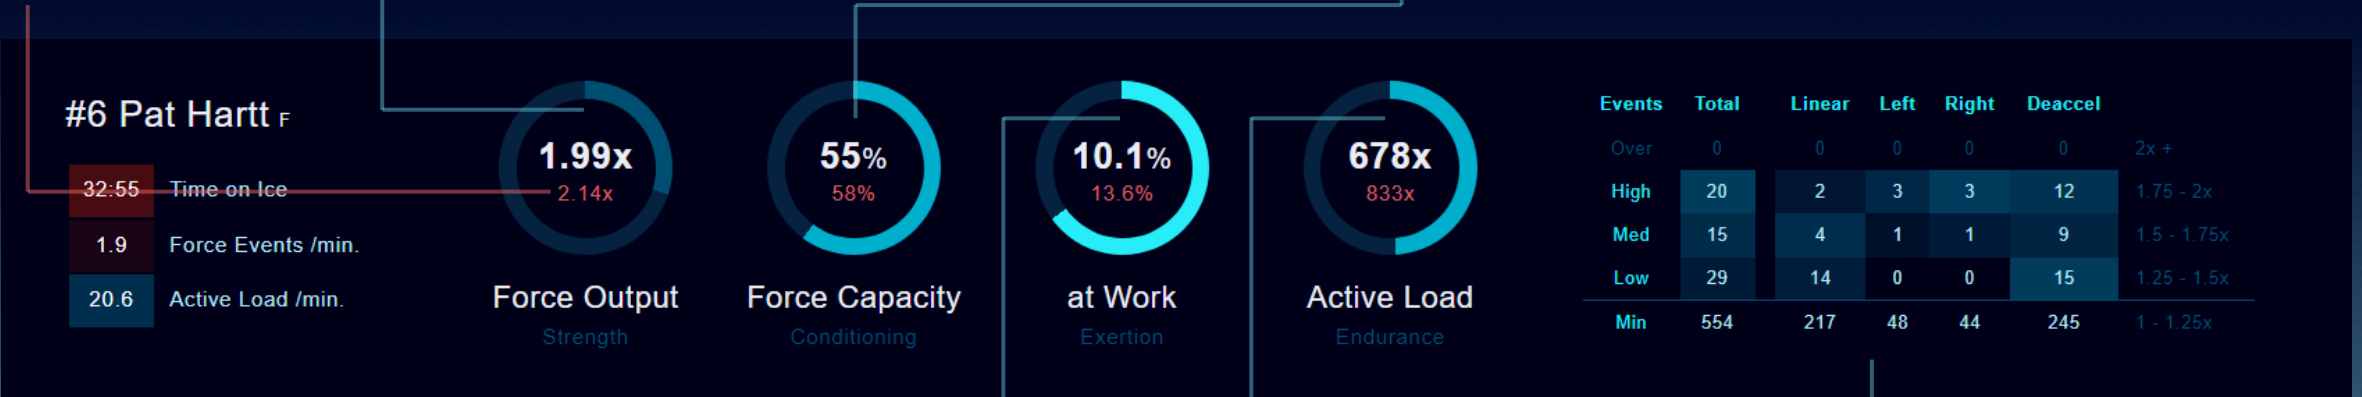 #6 Pat Hartt F
32:55 Time on Ice
1.9 Force Events /min.
20.6 Active Load /min.
1.99x
2.14x
Force Output
Strength
55%
58%
Force Capacity
Conditioning
10.1%
13.6%
at Work
Exertion
678x
833x
Active Load
Endurance
Events Total Linear Left Right Deaccel
Over 0 0 0 0 0 2x +
High 20 2 3 3 12 1.75 - 2x
Med 15 4 1 1 9 1.5 - 1.75x
Low 29 14 0 0 15 1.25 - 1.5x
Min 554 217 48 44 245 1 - 1.25x